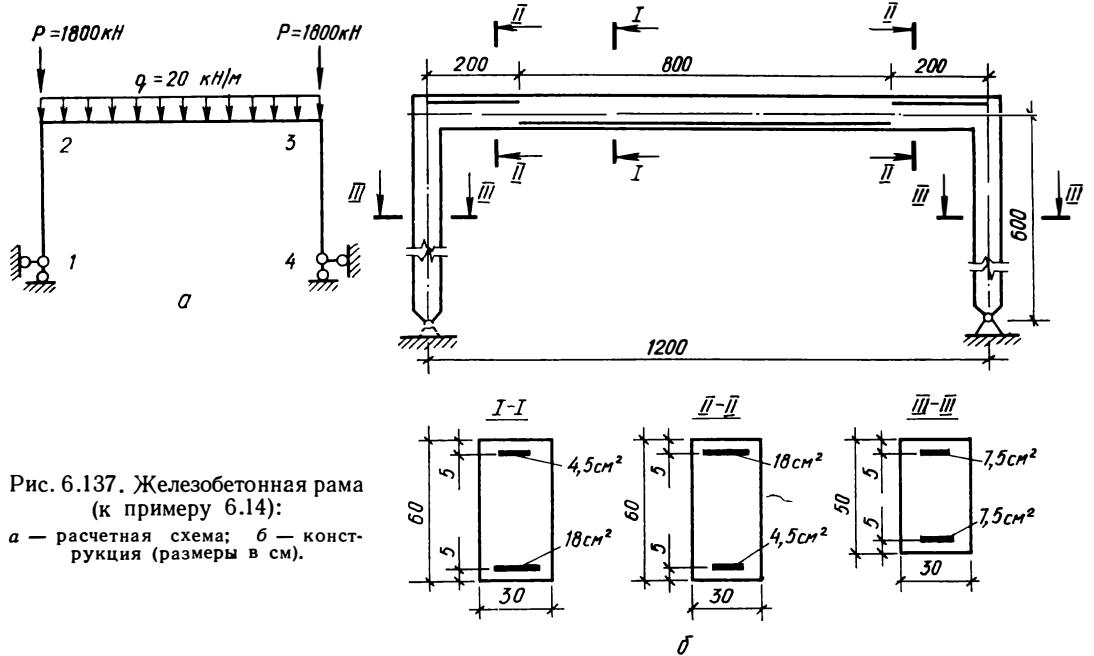 P=1800кН P=1800кН
q=20 кН/м
2 3
1 4
а
II I II
200 800 200
II I II
III III III III
600
1200
I-I II-II III-III
5 4,5см²
60
5 18см²
30
5 18см²
60
5 4,5см²
30
5 7,5см²
50
5 7,5см²
30
б
Рис. 6.137. Железобетонная рама
(к примеру 6.14):
а — расчетная схема; б — конст-
рукция (размеры в см).